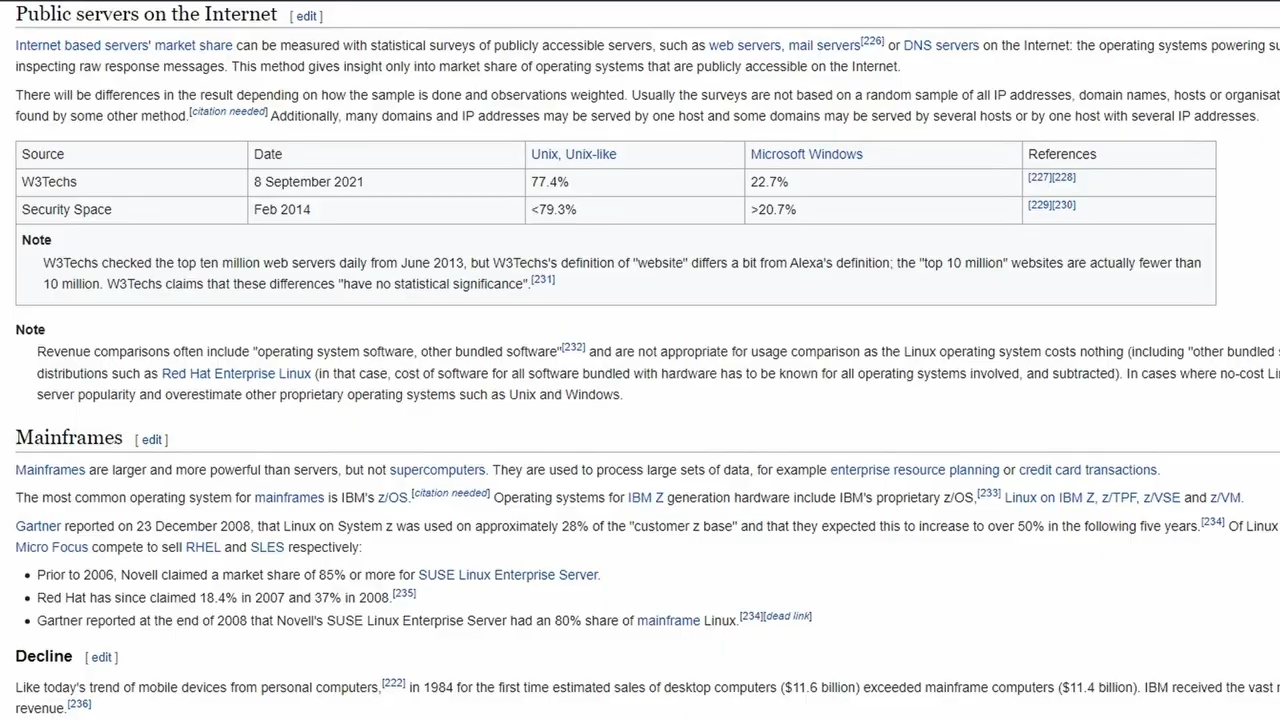 Public servers on the Internet [ edit ]
Internet based servers' market share can be measured with statistical surveys of publicly accessible servers, such as web servers, mail servers[226] or DNS servers on the Internet: the operating systems powering su
inspecting raw response messages. This method gives insight only into market share of operating systems that are publicly accessible on the Internet.
There will be differences in the result depending on how the sample is done and observations weighted. Usually the surveys are not based on a random sample of all IP addresses, domain names, hosts or organisat
found by some other method.[citation needed] Additionally, many domains and IP addresses may be served by one host and some domains may be served by several hosts or by one host with several IP addresses.
Source Date Unix, Unix-like Microsoft Windows References
W3Techs 8 September 2021 77.4% 22.7% [227][228]
Security Space Feb 2014 <79.3% >20.7% [229][230]
Note
W3Techs checked the top ten million web servers daily from June 2013, but W3Techs's definition of "website" differs a bit from Alexa's definition; the "top 10 million" websites are actually fewer than
10 million. W3Techs claims that these differences "have no statistical significance".[231]
Note
Revenue comparisons often include "operating system software, other bundled software"[232] and are not appropriate for usage comparison as the Linux operating system costs nothing (including "other bundled s
distributions such as Red Hat Enterprise Linux (in that case, cost of software for all software bundled with hardware has to be known for all operating systems involved, and subtracted). In cases where no-cost Li
server popularity and overestimate other proprietary operating systems such as Unix and Windows.
Mainframes [ edit ]
Mainframes are larger and more powerful than servers, but not supercomputers. They are used to process large sets of data, for example enterprise resource planning or credit card transactions.
The most common operating system for mainframes is IBM's z/OS.[citation needed] Operating systems for IBM Z generation hardware include IBM's proprietary z/OS,[233] Linux on IBM Z, z/TPF, z/VSE and z/VM.
Gartner reported on 23 December 2008, that Linux on System z was used on approximately 28% of the "customer z base" and that they expected this to increase to over 50% in the following five years.[234] Of Linux
Micro Focus compete to sell RHEL and SLES respectively:
• Prior to 2006, Novell claimed a market share of 85% or more for SUSE Linux Enterprise Server.
• Red Hat has since claimed 18.4% in 2007 and 37% in 2008.[235]
• Gartner reported at the end of 2008 that Novell's SUSE Linux Enterprise Server had an 80% share of mainframe Linux.[234][dead link]
Decline [ edit ]
Like today's trend of mobile devices from personal computers,[222] in 1984 for the first time estimated sales of desktop computers ($11.6 billion) exceeded mainframe computers ($11.4 billion). IBM received the vast
revenue.[236]